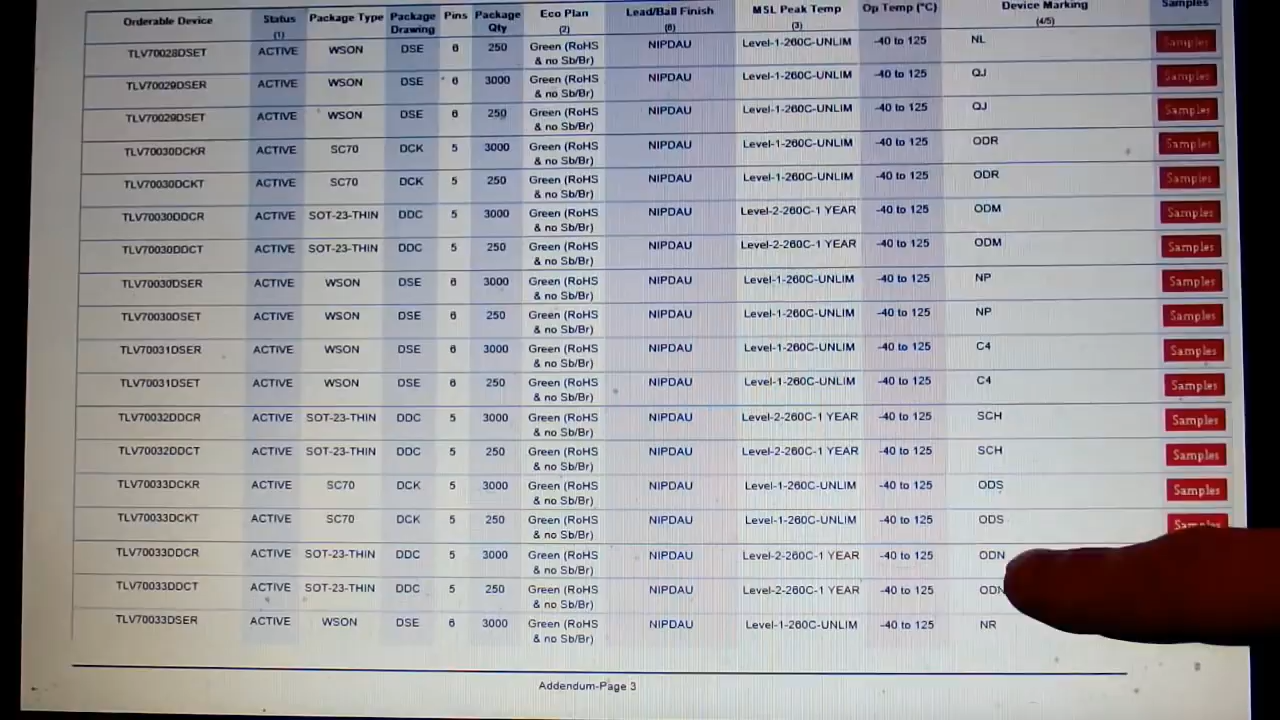 Orderable Device Status Package Type Package Pins Package Eco Plan Lead/Ball Finish MSL Peak Temp Op Temp (°C) Device Marking Samples
(1) Drawing Qty (2) (6) (3) (4/5)
TLV70028DSET ACTIVE WSON DSE 6 250 Green (RoHS NIPDAU Level-1-260C-UNLIM -40 to 125 NL Samples
& no Sb/Br)
TLV70029DSER ACTIVE WSON DSE 6 3000 Green (RoHS NIPDAU Level-1-260C-UNLIM -40 to 125 QJ Samples
& no Sb/Br)
TLV70029DSET ACTIVE WSON DSE 6 250 Green (RoHS NIPDAU Level-1-260C-UNLIM -40 to 125 QJ Samples
& no Sb/Br)
TLV70030DCKR ACTIVE SC70 DCK 5 3000 Green (RoHS NIPDAU Level-1-260C-UNLIM -40 to 125 ODR Samples
& no Sb/Br)
TLV70030DCKT ACTIVE SC70 DCK 5 250 Green (RoHS NIPDAU Level-1-260C-UNLIM -40 to 125 ODR Samples
& no Sb/Br)
TLV70030DDCR ACTIVE SOT-23-THIN DDC 5 3000 Green (RoHS NIPDAU Level-2-260C-1 YEAR -40 to 125 ODM Samples
& no Sb/Br)
TLV70030DDCT ACTIVE SOT-23-THIN DDC 5 250 Green (RoHS NIPDAU Level-2-260C-1 YEAR -40 to 125 ODM Samples
& no Sb/Br)
TLV70030DSER ACTIVE WSON DSE 6 3000 Green (RoHS NIPDAU Level-1-260C-UNLIM -40 to 125 NP Samples
& no Sb/Br)
TLV70030DSET ACTIVE WSON DSE 6 250 Green (RoHS NIPDAU Level-1-260C-UNLIM -40 to 125 NP Samples
& no Sb/Br)
TLV70031DSER ACTIVE WSON DSE 6 3000 Green (RoHS NIPDAU Level-1-260C-UNLIM -40 to 125 C4 Samples
& no Sb/Br)
TLV70031DSET ACTIVE WSON DSE 6 250 Green (RoHS NIPDAU Level-1-260C-UNLIM -40 to 125 C4 Samples
& no Sb/Br)
TLV70032DDCR ACTIVE SOT-23-THIN DDC 5 3000 Green (RoHS NIPDAU Level-2-260C-1 YEAR -40 to 125 SCH Samples
& no Sb/Br)
TLV70032DDCT ACTIVE SOT-23-THIN DDC 5 250 Green (RoHS NIPDAU Level-2-260C-1 YEAR -40 to 125 SCH Samples
& no Sb/Br)
TLV70033DCKR ACTIVE SC70 DCK 5 3000 Green (RoHS NIPDAU Level-1-260C-UNLIM -40 to 125 ODS Samples
& no Sb/Br)
TLV70033DCKT ACTIVE SC70 DCK 5 250 Green (RoHS NIPDAU Level-1-260C-UNLIM -40 to 125 ODS Samples
& no Sb/Br)
TLV70033DDCR ACTIVE SOT-23-THIN DDC 5 3000 Green (RoHS NIPDAU Level-2-260C-1 YEAR -40 to 125 ODN
& no Sb/Br)
TLV70033DDCT ACTIVE SOT-23-THIN DDC 5 250 Green (RoHS NIPDAU Level-2-260C-1 YEAR -40 to 125 ODN
& no Sb/Br)
TLV70033DSER ACTIVE WSON DSE 6 3000 Green (RoHS NIPDAU Level-1-260C-UNLIM -40 to 125 NR
& no Sb/Br)
Addendum-Page 3